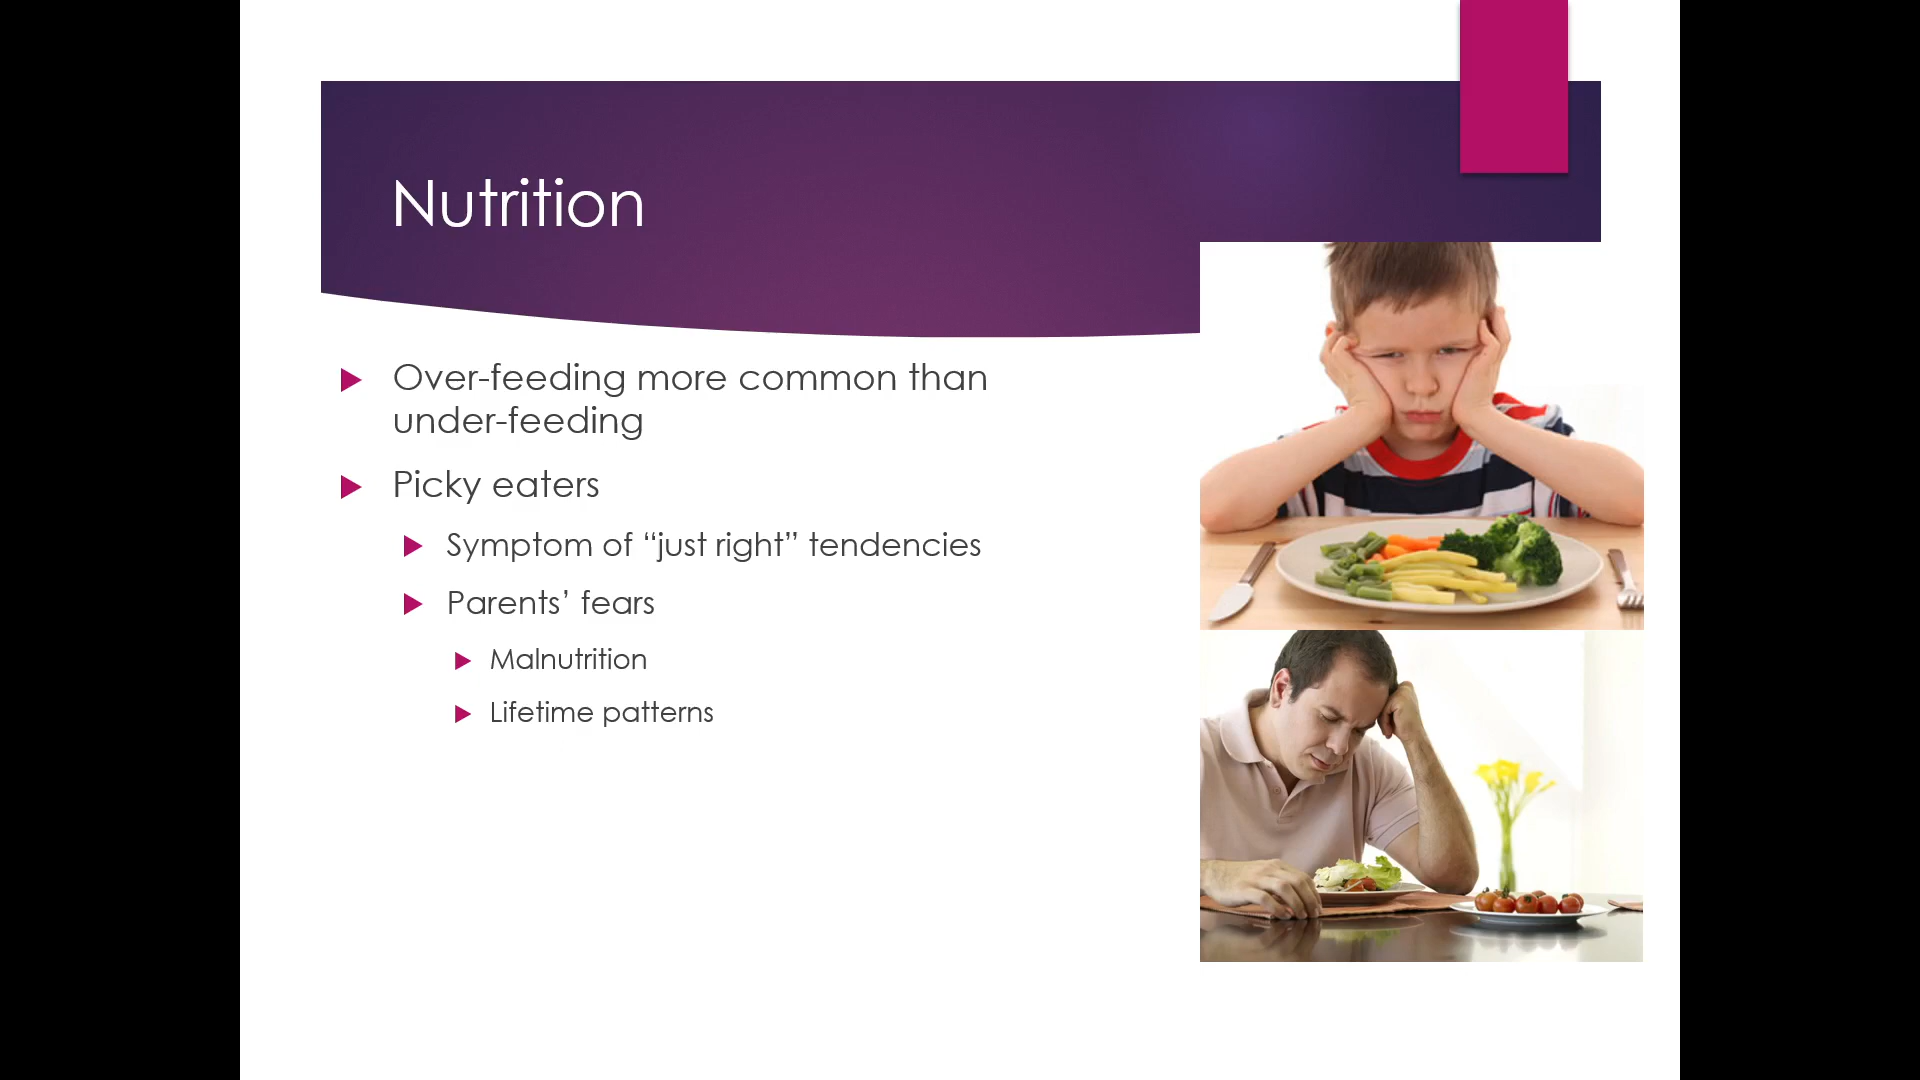 Nutrition
Over-feeding more common than
under-feeding
Picky eaters
Symptom of “just right” tendencies
Parents’ fears
Malnutrition
Lifetime patterns